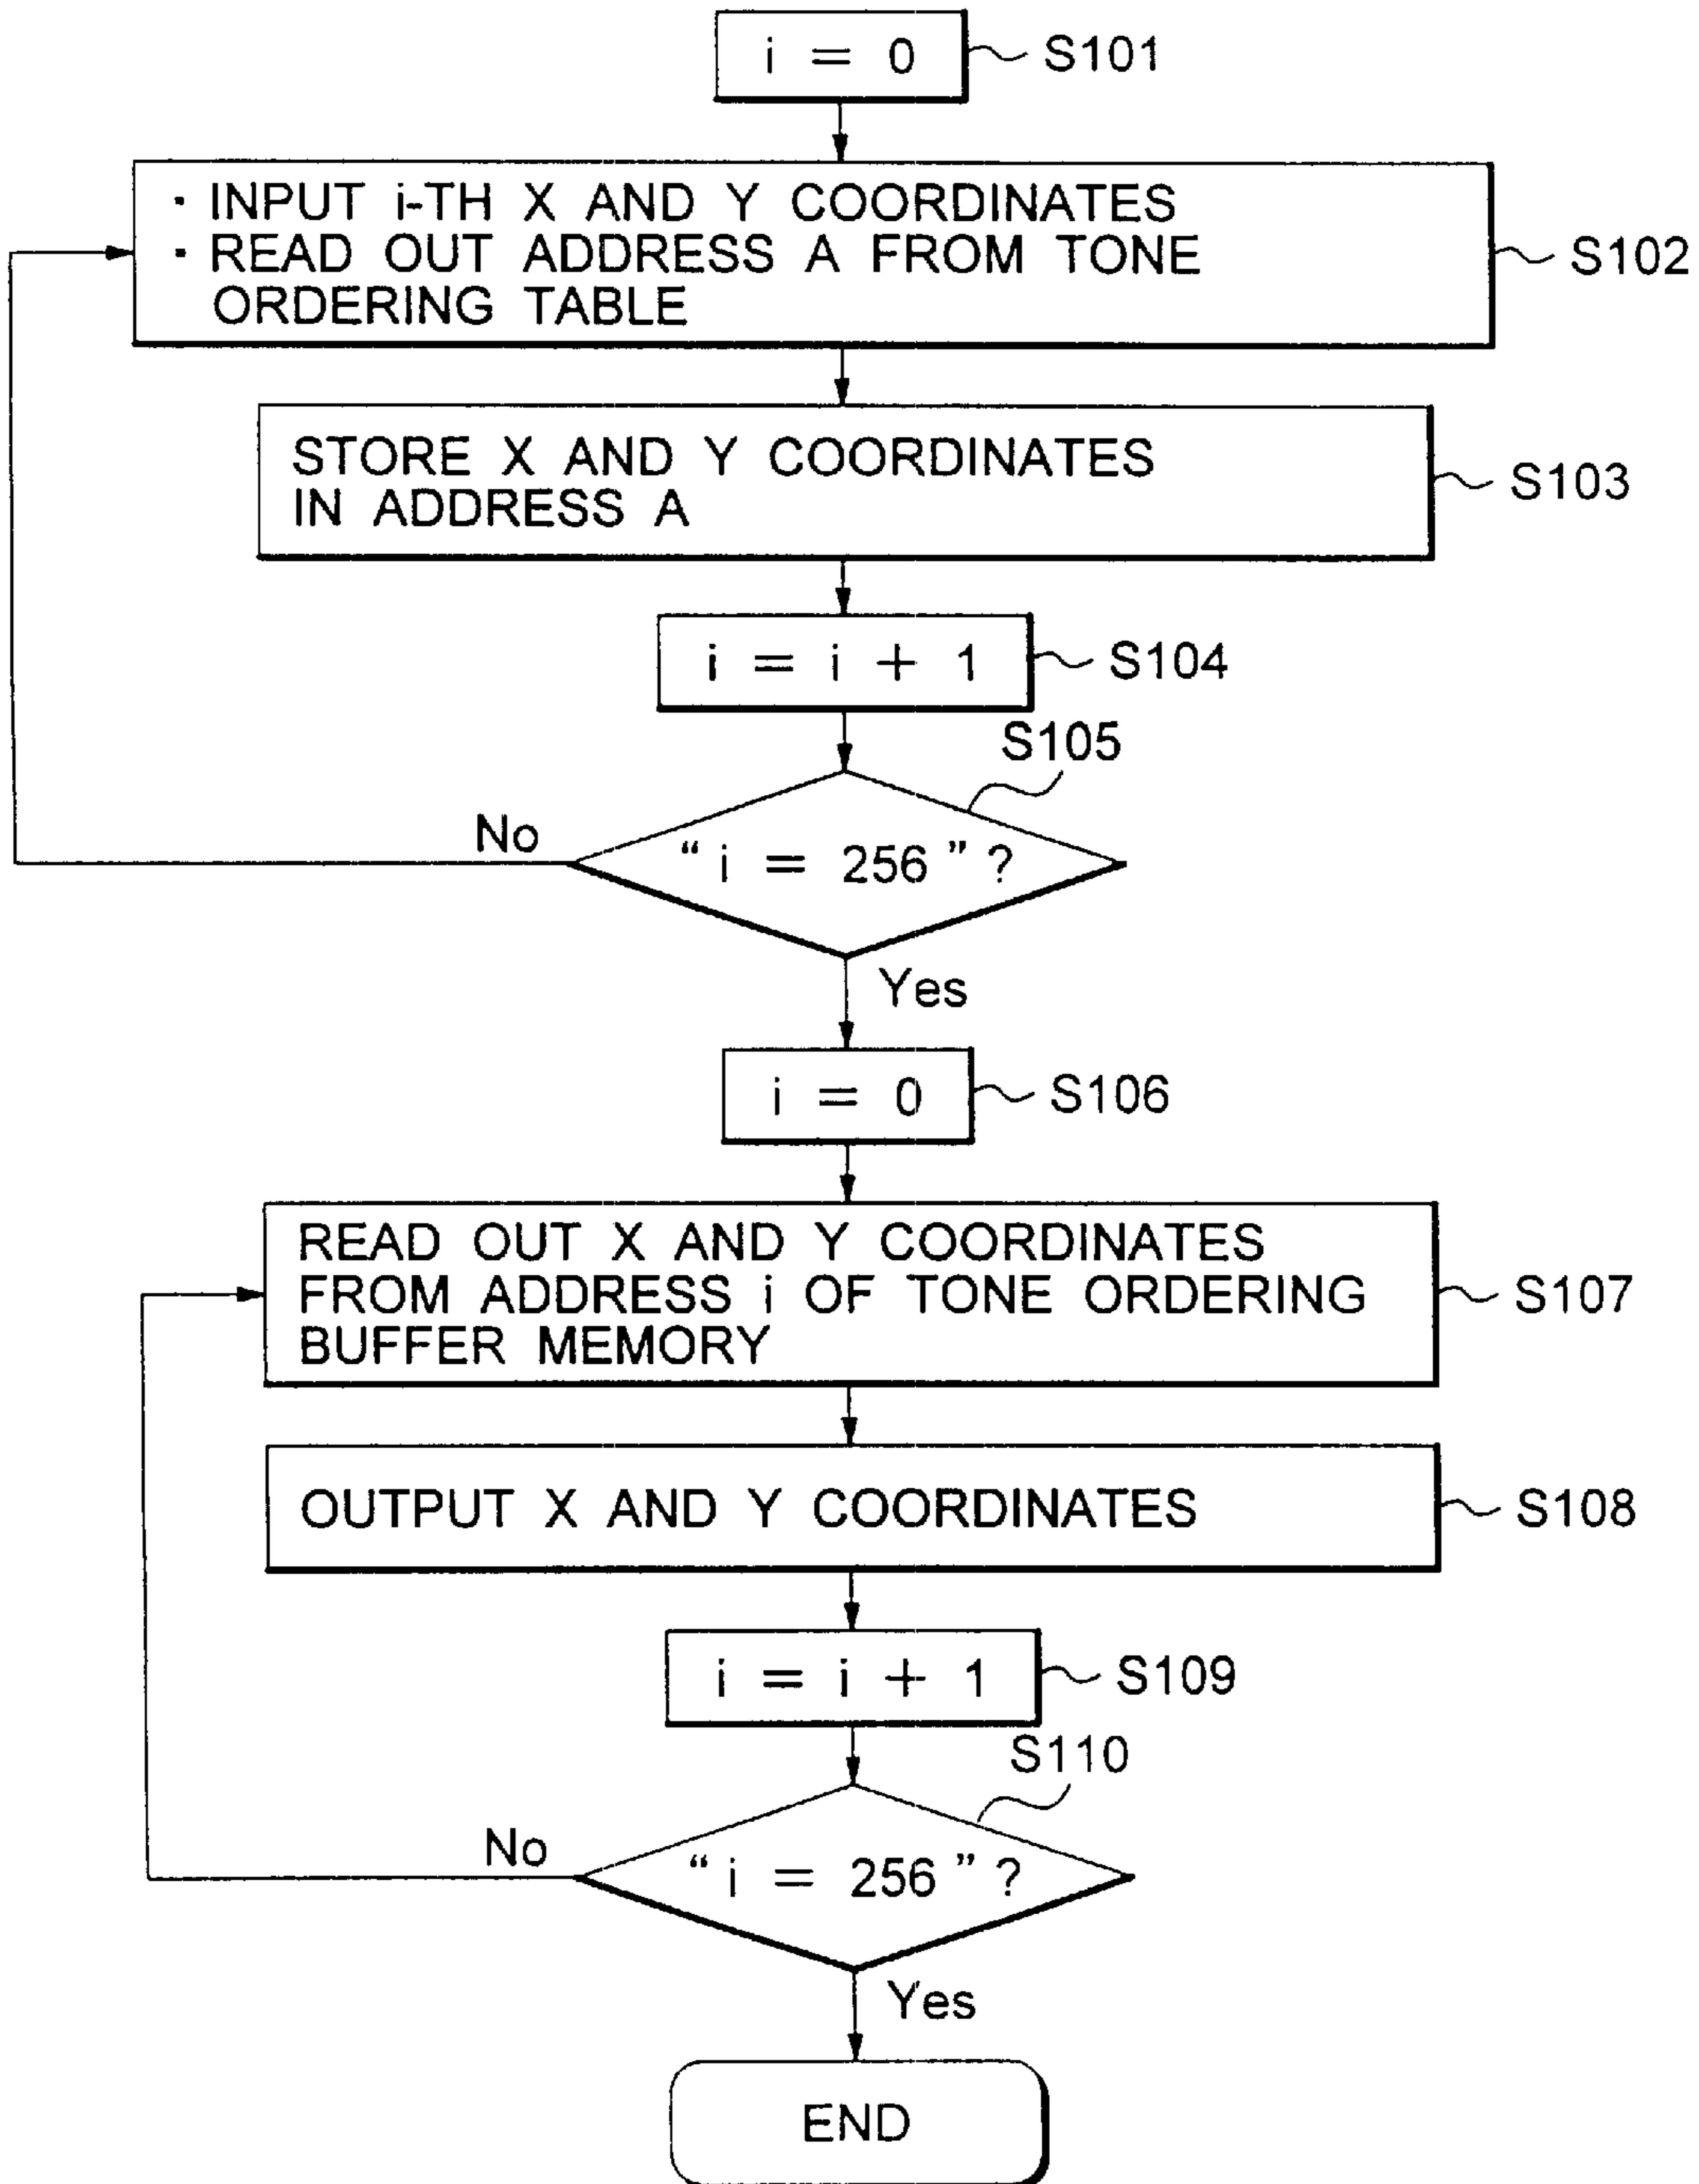 i = 0 S101
· INPUT i-TH X AND Y COORDINATES
· READ OUT ADDRESS A FROM TONE
ORDERING TABLE
S102
STORE X AND Y COORDINATES
IN ADDRESS A
S103
i = i + 1 S104
S105
No
“ i = 256 ” ?
Yes
i = 0 S106
READ OUT X AND Y COORDINATES
FROM ADDRESS i OF TONE ORDERING
BUFFER MEMORY
S107
OUTPUT X AND Y COORDINATES S108
i = i + 1 S109
S110
No
“ i = 256 ” ?
Yes
END